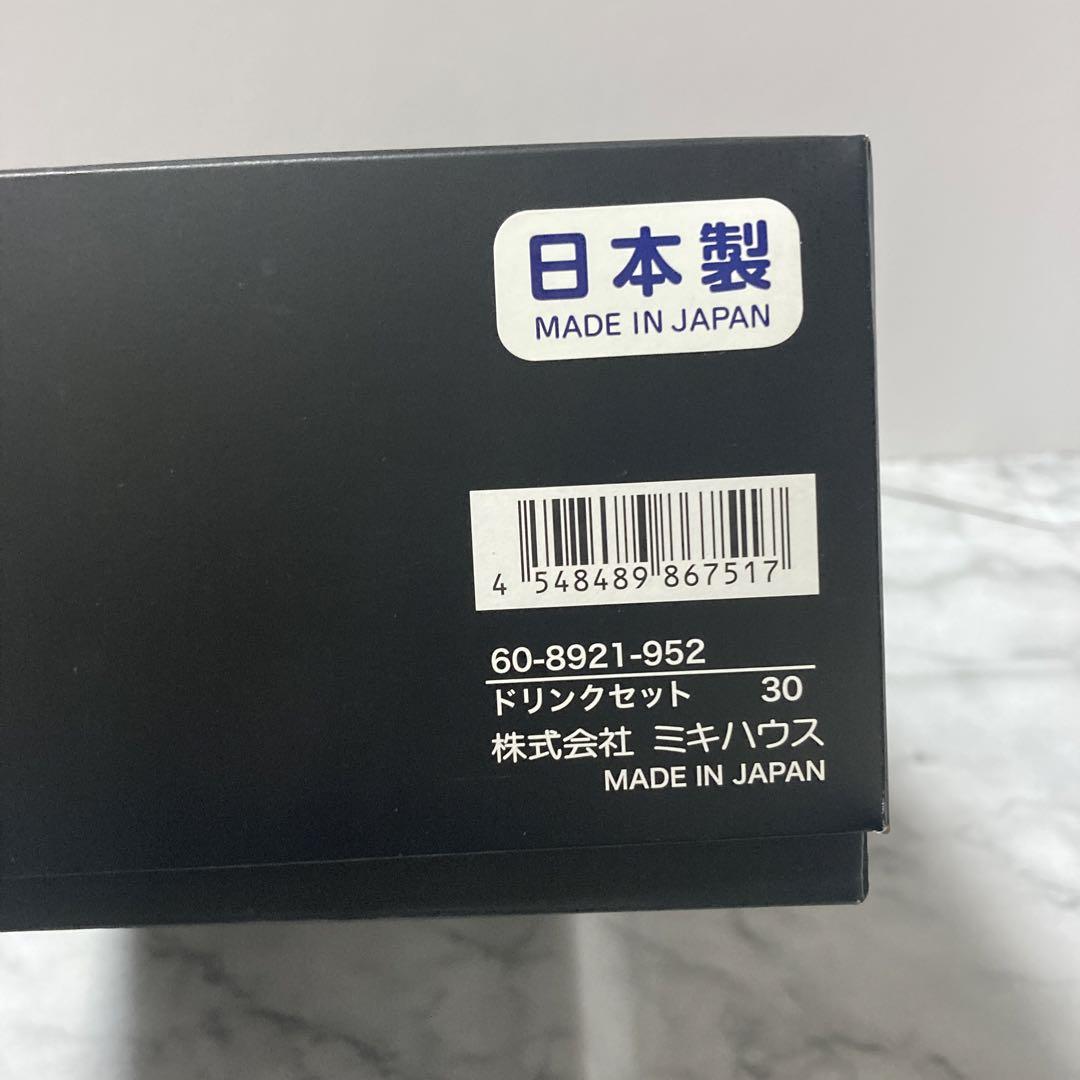 日本製
MADE IN JAPAN
4 548489 867517
60-8921-952
ドリンクセット 30
株式会社 ミキハウス
MADE IN JAPAN